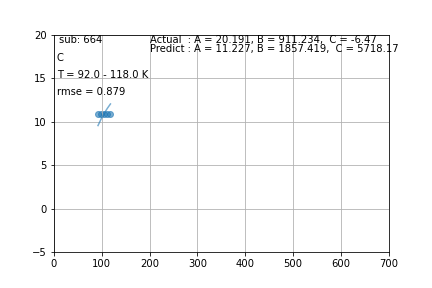 sub: 664
Actual : A = 20.191, B = 911.234, C = -6.47
Predict : A = 11.227, B = 1857.419, C = 5718.17
C
T = 92.0 - 118.0 K
rmse = 0.879
20
15
10
5
0
−5
0 100 200 300 400 500 600 700